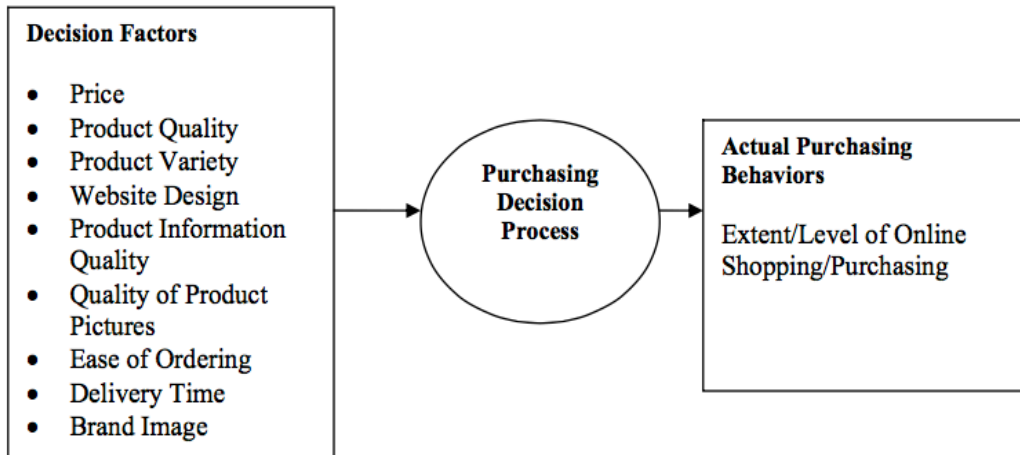 Decision Factors
• Price
• Product Quality
• Product Variety
• Website Design
• Product Information
Quality
• Quality of Product
Pictures
• Ease of Ordering
• Delivery Time
• Brand Image
Purchasing
Decision
Process
Actual Purchasing
Behaviors
Extent/Level of Online
Shopping/Purchasing